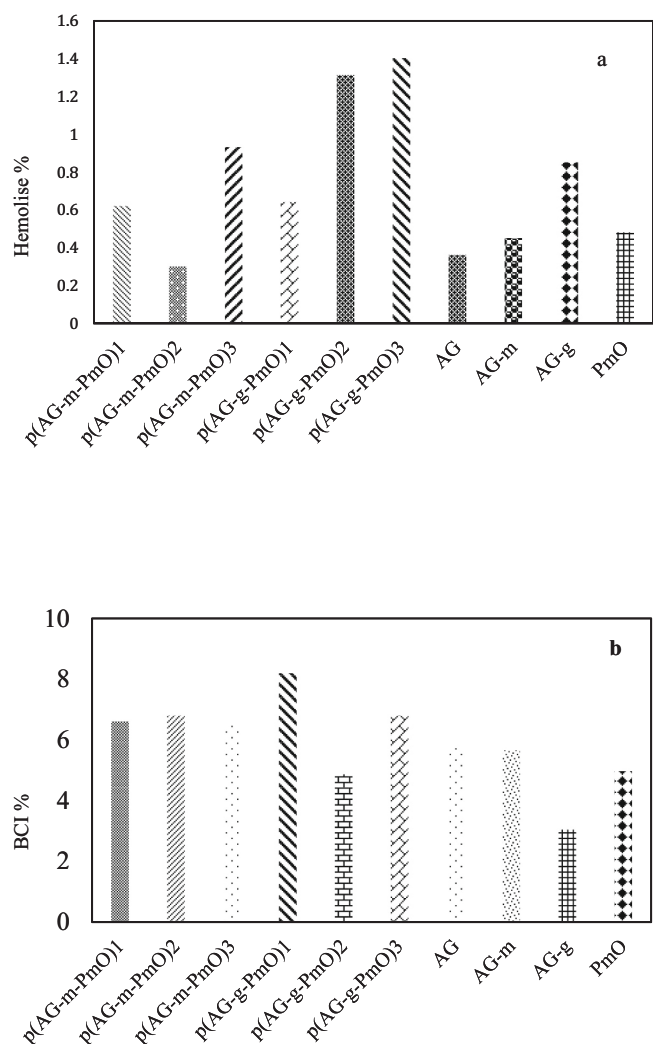 1.6
1.4
1.2
1
0.8
0.6
0.4
0.2
0
Hemolise %
a
p(AG-m-PmO)1
p(AG-m-PmO)2
p(AG-m-PmO)3
p(AG-g-PmO)1
p(AG-g-PmO)2
p(AG-g-PmO)3
AG
AG-m
AG-g
PmO
10
8
6
4
2
0
BCI %
b
p(AG-m-PmO)1
p(AG-m-PmO)2
p(AG-m-PmO)3
p(AG-g-PmO)1
p(AG-g-PmO)2
p(AG-g-PmO)3
AG
AG-m
AG-g
PmO